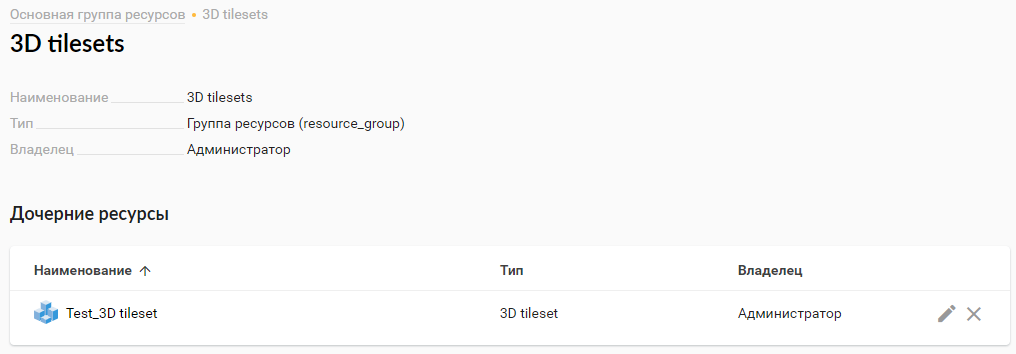 Основная группа ресурсов • 3D tilesets
3D tilesets
Наименование 3D tilesets
Тип Группа ресурсов (resource_group)
Владелец Администратор
Дочерние ресурсы
Наименование ↑ Тип Владелец
Test_3D tileset 3D tileset Администратор